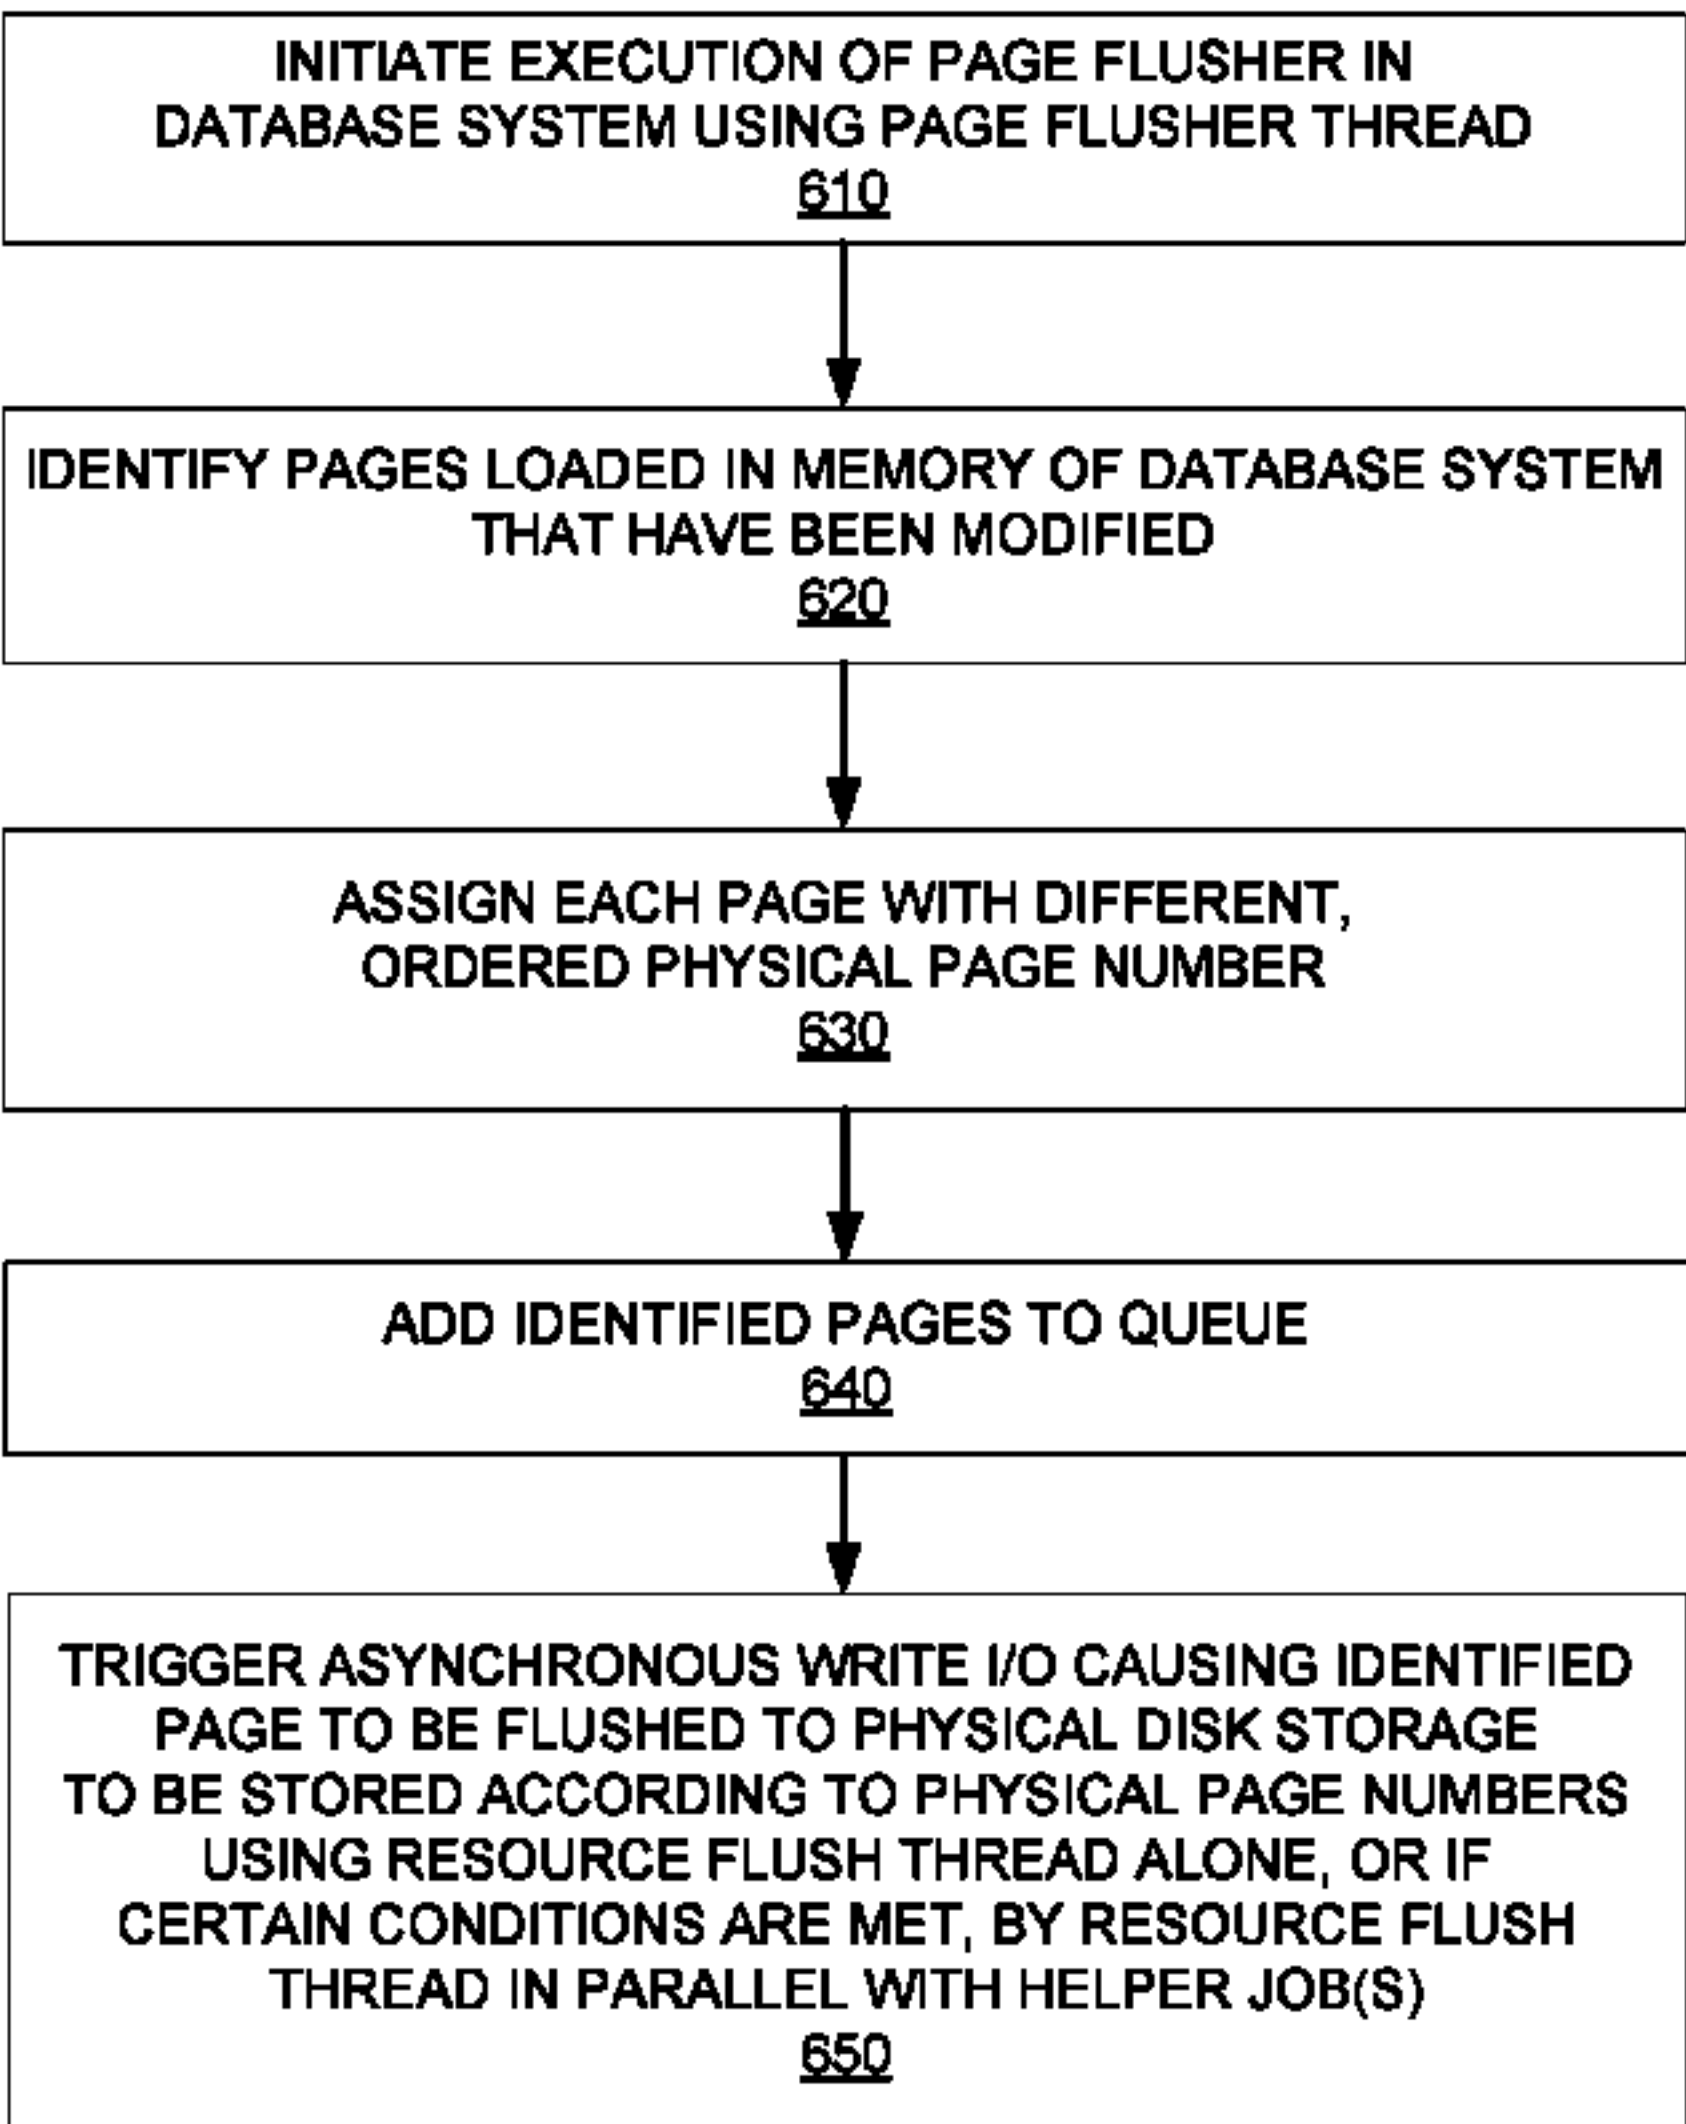 INITIATE EXECUTION OF PAGE FLUSHER IN
DATABASE SYSTEM USING PAGE FLUSHER THREAD
610
IDENTIFY PAGES LOADED IN MEMORY OF DATABASE SYSTEM
THAT HAVE BEEN MODIFIED
620
ASSIGN EACH PAGE WITH DIFFERENT,
ORDERED PHYSICAL PAGE NUMBER
630
ADD IDENTIFIED PAGES TO QUEUE
640
TRIGGER ASYNCHRONOUS WRITE I/O CAUSING IDENTIFIED
PAGE TO BE FLUSHED TO PHYSICAL DISK STORAGE
TO BE STORED ACCORDING TO PHYSICAL PAGE NUMBERS
USING RESOURCE FLUSH THREAD ALONE, OR IF
CERTAIN CONDITIONS ARE MET, BY RESOURCE FLUSH
THREAD IN PARALLEL WITH HELPER JOB(S)
650